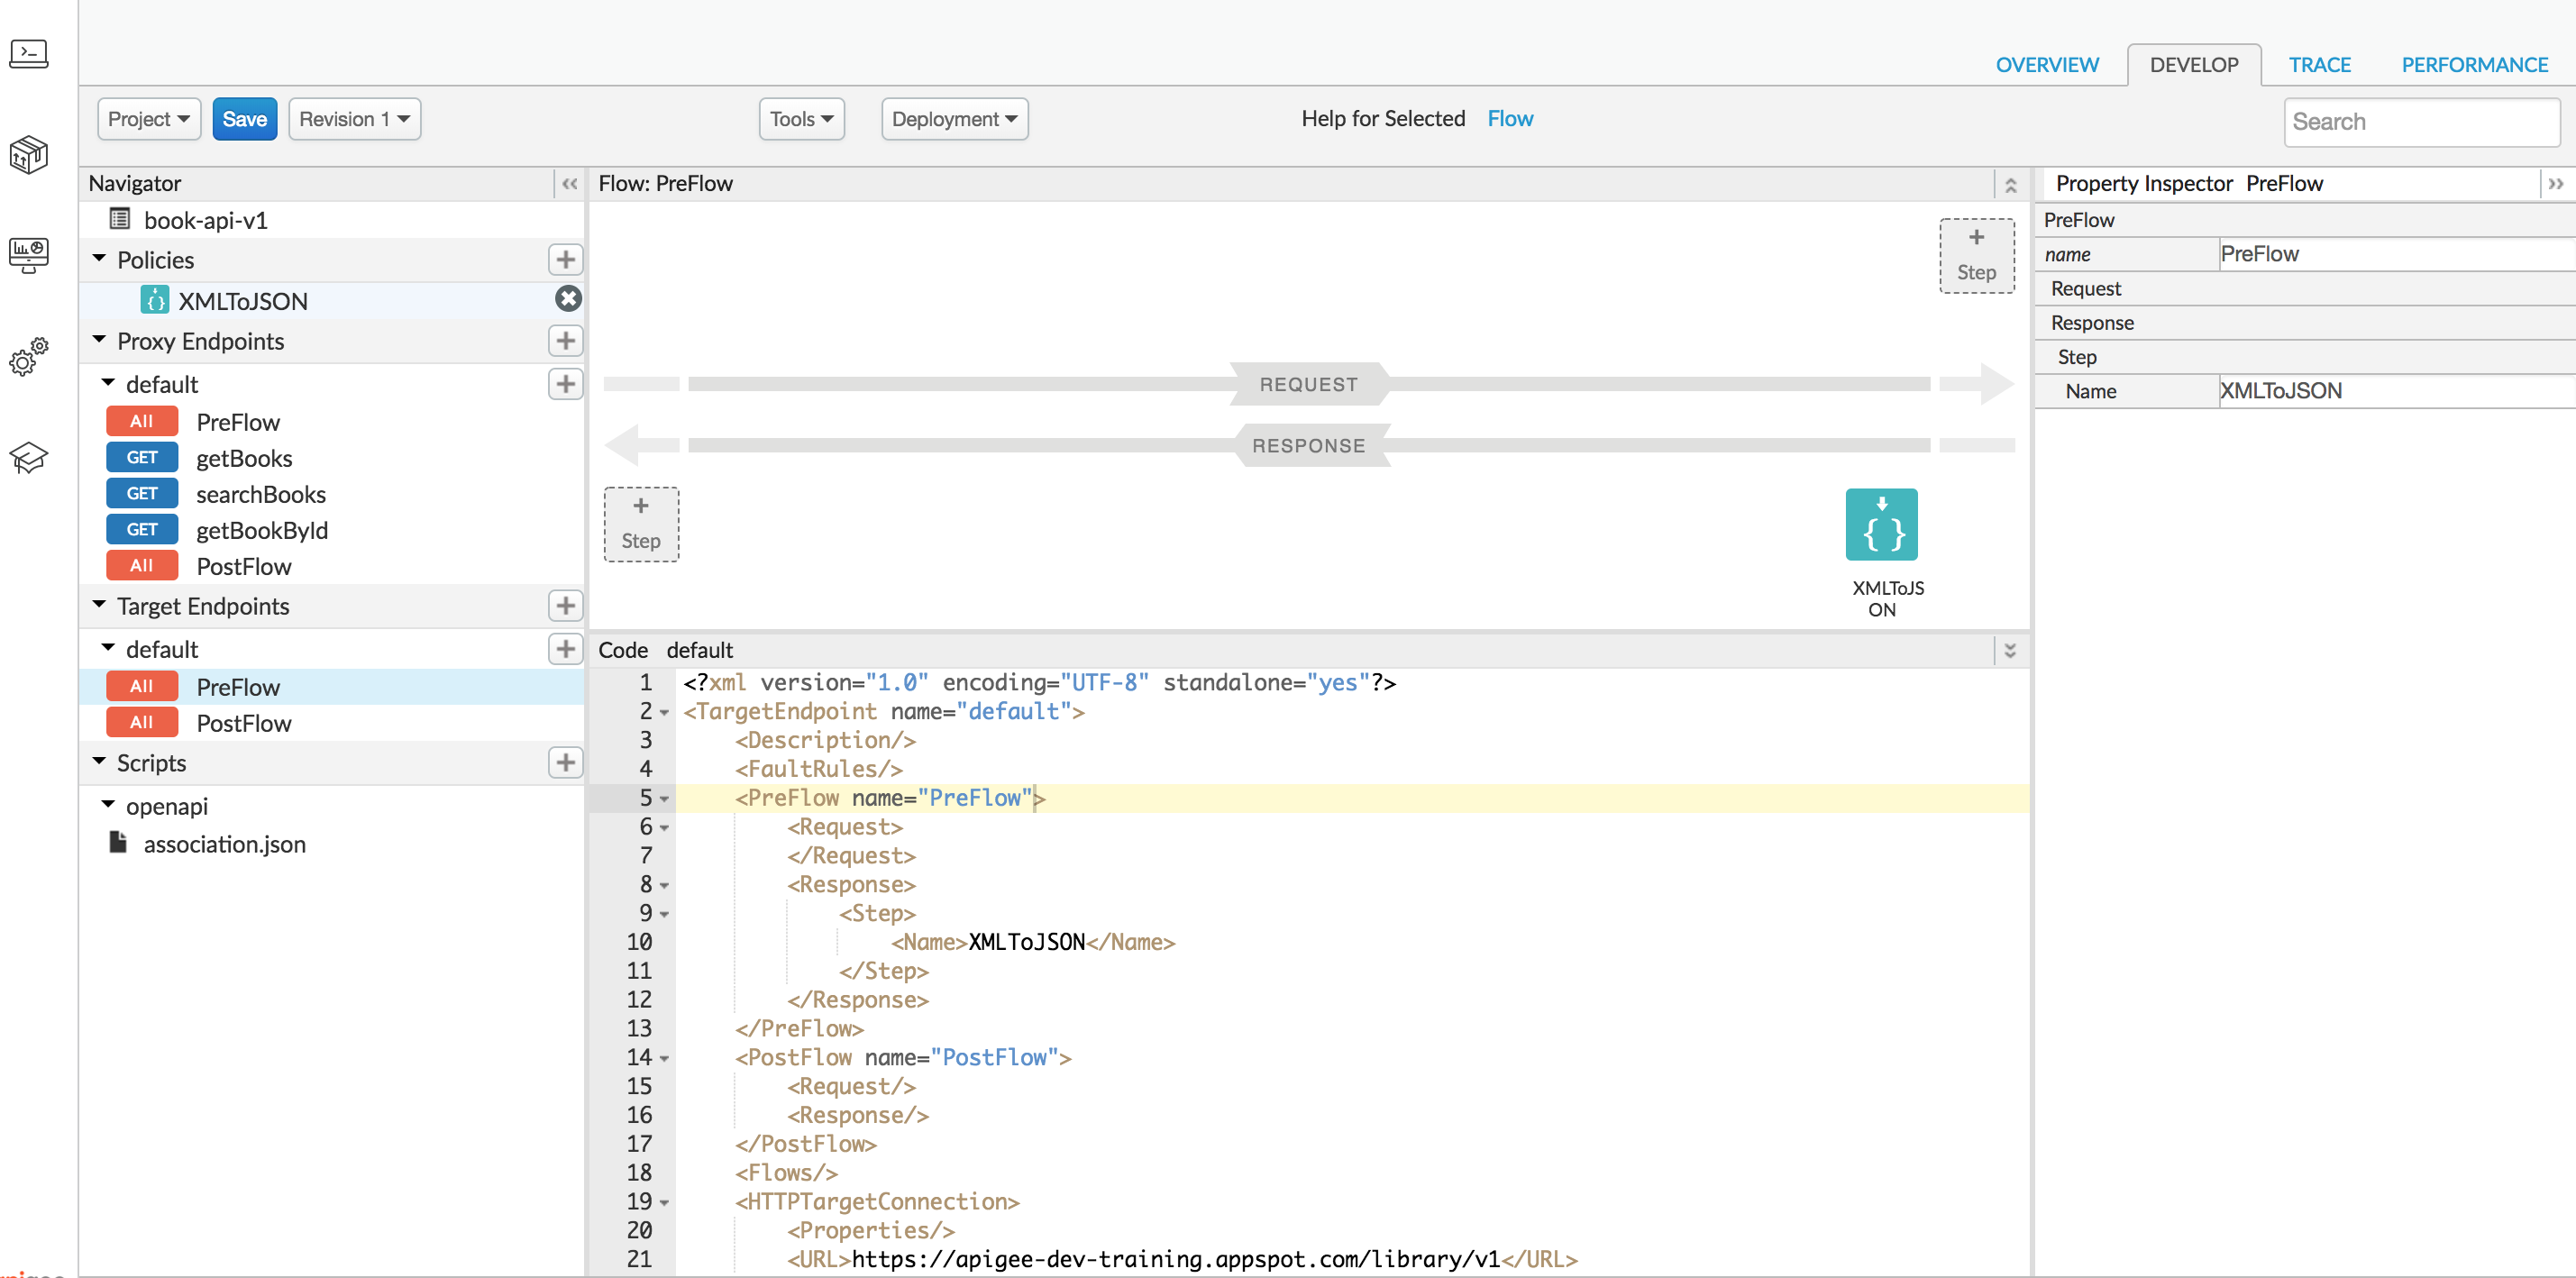 OVERVIEW DEVELOP TRACE PERFORMANCE
Project Save Revision 1 Tools Deployment Help for Selected Flow Search
Navigator
book-api-v1
Policies
XMLToJSON
Proxy Endpoints
default
All PreFlow
GET getBooks
GET searchBooks
GET getBookById
All PostFlow
Target Endpoints
default
All PreFlow
All PostFlow
Scripts
openapi
association.json
Flow: PreFlow
+
Step
REQUEST
RESPONSE
+
Step
XMLToJS
ON
Code default
1 <?xml version="1.0" encoding="UTF-8" standalone="yes"?>
2 <TargetEndpoint name="default">
3 <Description/>
4 <FaultRules/>
5 <PreFlow name="PreFlow">
6 <Request>
7 </Request>
8 <Response>
9 <Step>
10 <Name>XMLToJSON</Name>
11 </Step>
12 </Response>
13 </PreFlow>
14 <PostFlow name="PostFlow">
15 <Request/>
16 <Response/>
17 </PostFlow>
18 <Flows/>
19 <HTTPTargetConnection>
20 <Properties/>
21 <URL>https://apigee-dev-training.appspot.com/library/v1</URL>
Property Inspector PreFlow
PreFlow
name PreFlow
Request
Response
Step
Name XMLToJSON